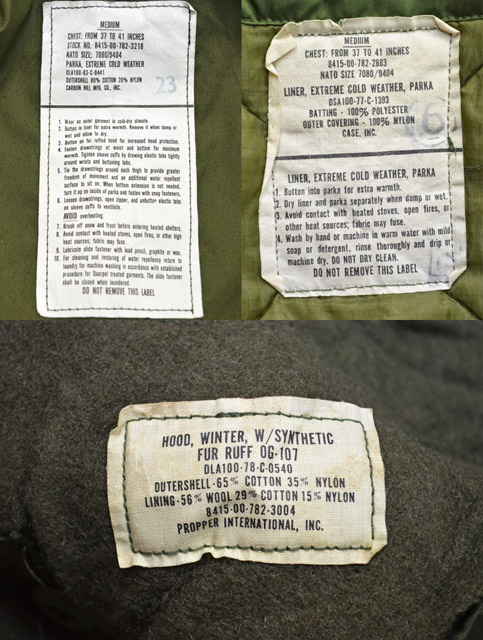 MEDIUM
CHEST: FROM 37 TO 41 INCHES
STOCK NO. 8415-00-782-3218
NATO SIZE: 7080/9404
PARKA, EXTREME COLD WEATHER
DLA100-83-C-0441
OUTERSHELL 80% COTTON 20% NYLON
CARBON HILL MFG. CO., INC
23
1. Wear as outer garment in cold-dry climate.
2. Button in liner for extra warmth. Remove it when damp or
wet and allow to dry.
3. Button on fur ruffed hood for increased head protection.
4. Fasten drawstrings at waist and bottom for maximum
warmth. Tighten sleeve cuffs by drawing elastic tabs tightly
around wrists and buttoning tabs.
5. Tie the drawstrings around each thigh to provide greater
freedom of movement and an additional water repellent
surface to sit on. When bottom extension is not needed,
turn it up on inside of parka and fasten with snap fasteners.
6. Loosen drawstrings, open zipper, and unbutton elastic tabs
on sleeve cuffs to ventilate.
AVOID overheating.
7. Brush off snow and frost before entering heated shelters.
8. Avoid contact with heated stoves, open fires, or other high
heat sources; fabric may fuse.
9. Lubricate slide fastener with lead pencil, graphite or wax.
10. For cleaning and restoring of water repellency return to
laundry for machine washing in accordance with established
procedure for Quarpel treated garments. The slide fastener
shall be closed when laundered.
DO NOT REMOVE THIS LABEL
MEDIUM
CHEST: FROM 37 TO 41 INCHES
8415-00-782-2883
NATO SIZE 7080/9404
LINER, EXTREME COLD WEATHER, PARKA
DSA100-77-C-1393
BATTING - 100% POLYESTER
OUTER COVERING - 100% NYLON
CASE, INC.
LINER, EXTREME COLD WEATHER, PARKA
1. Button into parka for extra warmth.
2. Dry liner and parka separately when damp or wet.
3. Avoid contact with heated stoves, open fires, or
other heat sources; fabric may fuse.
4. Wash by hand or machine in warm water with mild
soap or detergent, rinse thoroughly and drip or
machine dry. DO NOT DRY CLEAN.
DO NOT REMOVE THIS LABEL
HOOD, WINTER, W/SYNTHETIC
FUR RUFF OG-107
DLA100-78-C-0540
OUTERSHELL-65% COTTON 35% NYLON
LINING-56% WOOL 29% COTTON 15% NYLON
8415-00-782-3004
PROPPER INTERNATIONAL, INC.